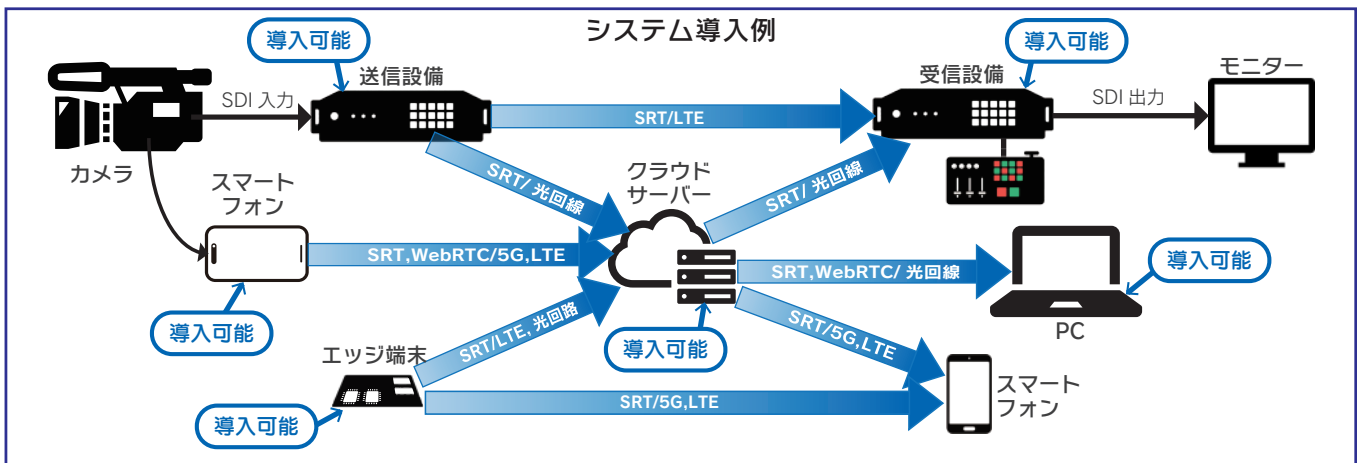 システム導入例
導入可能
導入可能
送信設備
受信設備
モニター
SDI 入力
SRT/LTE
SDI 出力
カメラ
SRT/ 光回線
クラウド
サーバー
SRT/ 光回線
スマート
フォン
SRT,WebRTC/5G,LTE
SRT,WebRTC/ 光回線
導入可能
導入可能
SRT/LTE, 光回路
導入可能
SRT/5G,LTE
PC
エッジ端末
導入可能
SRT/5G,LTE
スマート
フォン